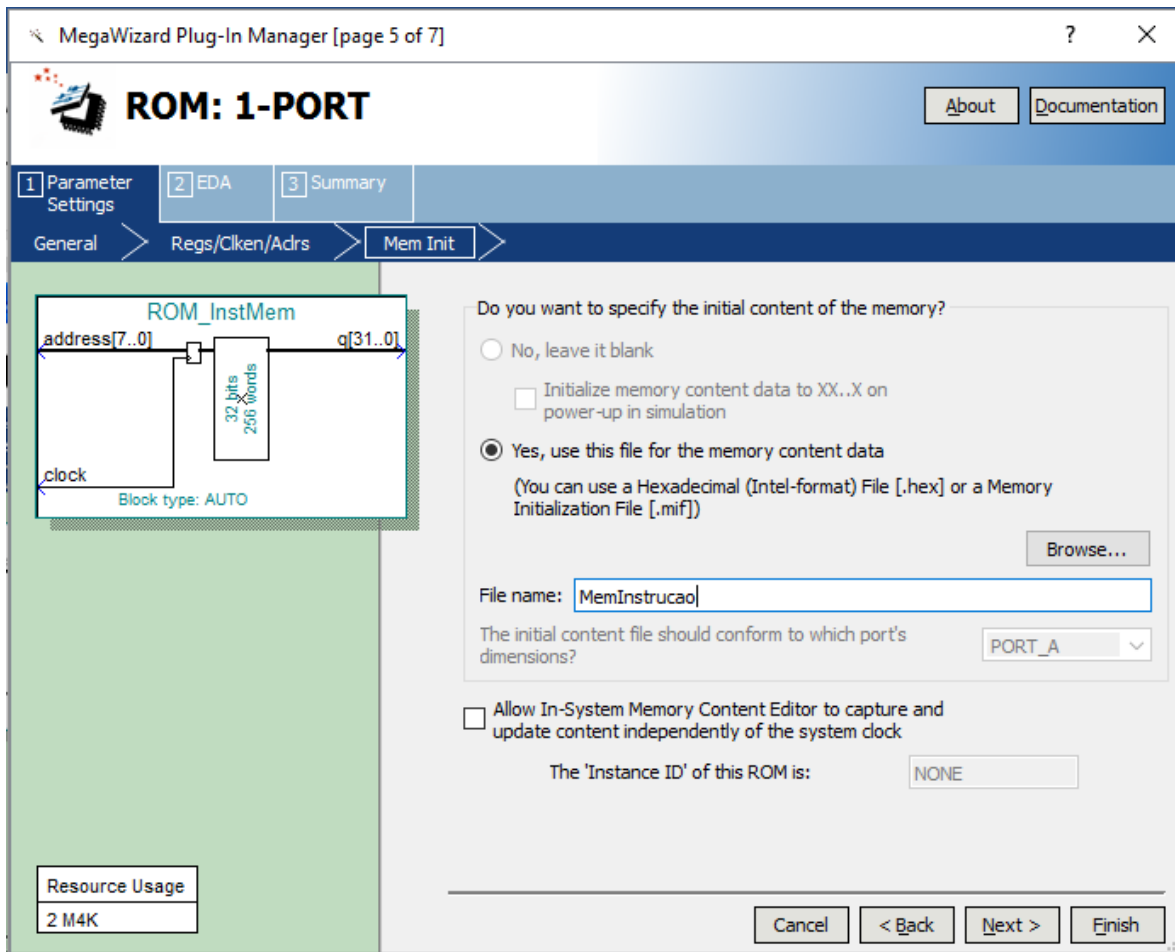 MegaWizard Plug-In Manager [page 5 of 7]
?
ROM: 1-PORT
About
Documentation
1 Parameter Settings
2 EDA
3 Summary
General
Regs/Clken/Aclrs
Mem Init
ROM_InstMem
address[7..0]
q[31..0]
32 bits
256 words
clock
Block type: AUTO
Do you want to specify the initial content of the memory?
No, leave it blank
Initialize memory content data to XX..X on
power-up in simulation
Yes, use this file for the memory content data
(You can use a Hexadecimal (Intel-format) File [.hex] or a Memory
Initialization File [.mif])
Browse...
File name: MemInstrucao
The initial content file should conform to which port's
dimensions?
PORT_A
Allow In-System Memory Content Editor to capture and
update content independently of the system clock
The 'Instance ID' of this ROM is: NONE
Resource Usage
2 M4K
Cancel
< Back
Next >
Finish